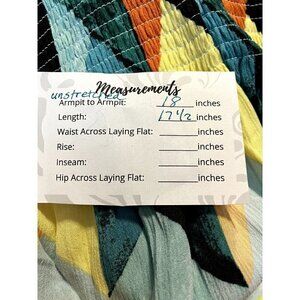 Measurements
unstretched
Armpit to Armpit: 18 inches
Length: 17 1/2 inches
Waist Across Laying Flat: inches
Rise: inches
Inseam: inches
Hip Across Laying Flat: inches